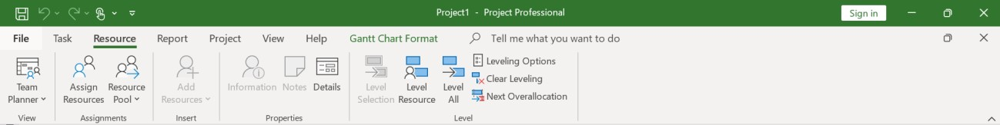 Project1 - Project Professional
Sign in
File Task Resource Report Project View Help Gantt Chart Format Tell me what you want to do
Team Planner
Assign Resources
Resource Pool
Add Resources
Information
Notes
Details
Level Selection
Level Resource
Level All
Leveling Options
Clear Leveling
Next Overallocation
View Assignments Insert Properties Level